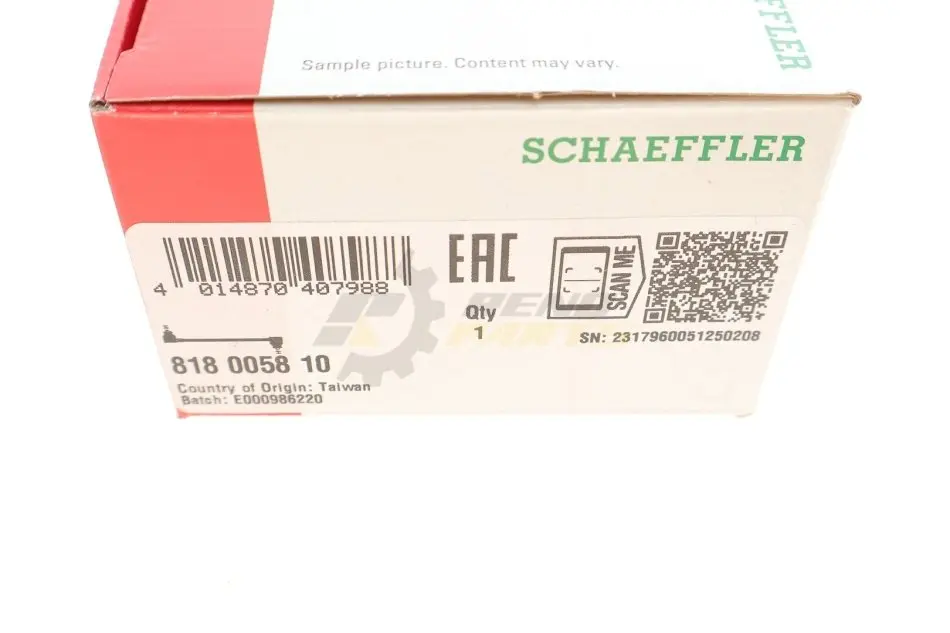 Sample picture. Content may vary.
SCHAEFFLER
EAC
SCAN ME
4 014870 407988
Qty
1
SN: 2317960051250208
818 0058 10
Country of Origin: Taiwan
Batch: E000986220